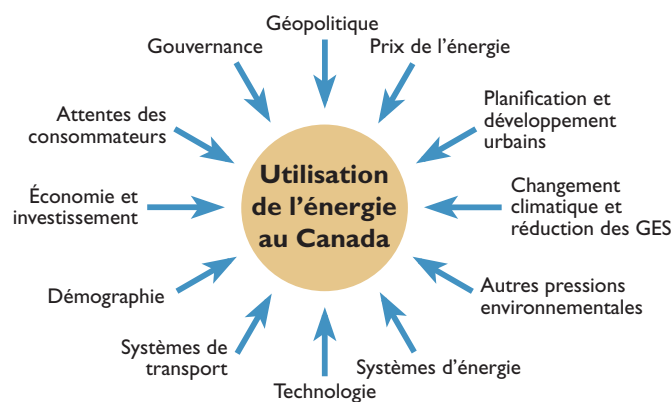 Géopolitique
Gouvernance
Prix de l'énergie
Attentes des
consommateurs
Planification et
développement
urbains
Utilisation
de l'énergie
au Canada
Économie et
investissement
Changement
climatique et
réduction des GES
Démographie
Autres pressions
environnementales
Systèmes de
transport
Systèmes d'énergie
Technologie